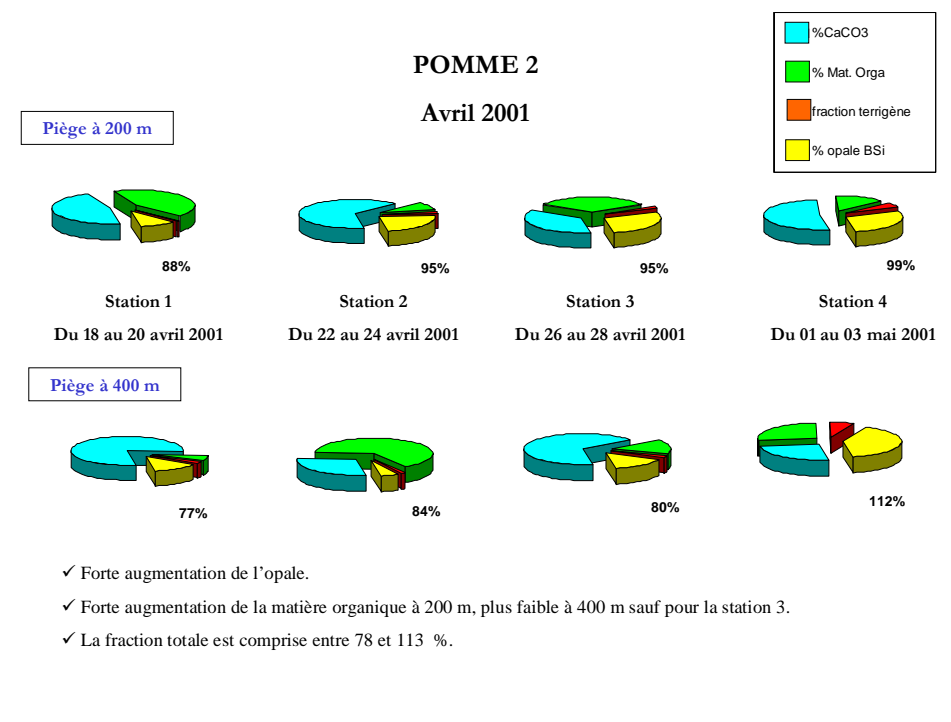 POMME 2
Avril 2001
%CaCO3
% Mat. Orga
fraction terrigène
% opale BSi
Piège à 200 m
88%
95%
95%
99%
Station 1
Station 2
Station 3
Station 4
Du 18 au 20 avril 2001
Du 22 au 24 avril 2001
Du 26 au 28 avril 2001
Du 01 au 03 mai 2001
Piège à 400 m
77%
84%
80%
112%
✓ Forte augmentation de l’opale.
✓ Forte augmentation de la matière organique à 200 m, plus faible à 400 m sauf pour la station 3.
✓ La fraction totale est comprise entre 78 et 113 %.